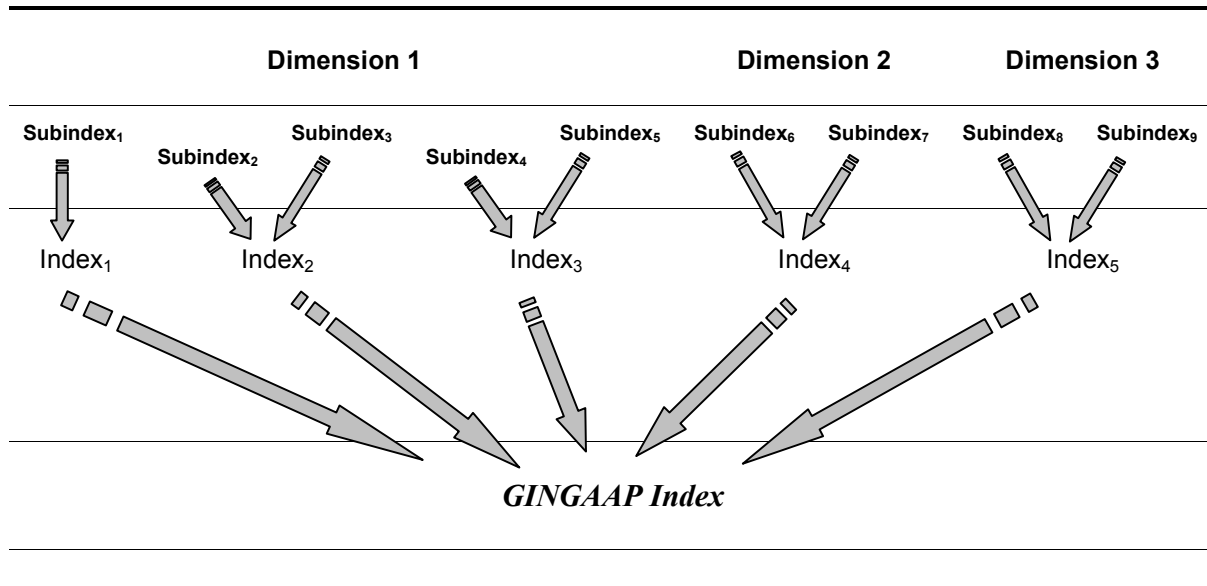 Dimension 1 Dimension 2 Dimension 3
Subindex₁ Subindex₃ Subindex₅ Subindex₆ Subindex₇ Subindex₈ Subindex₉
Subindex₂ Subindex₄
Index₁ Index₂ Index₃ Index₄ Index₅
GINGAAP Index